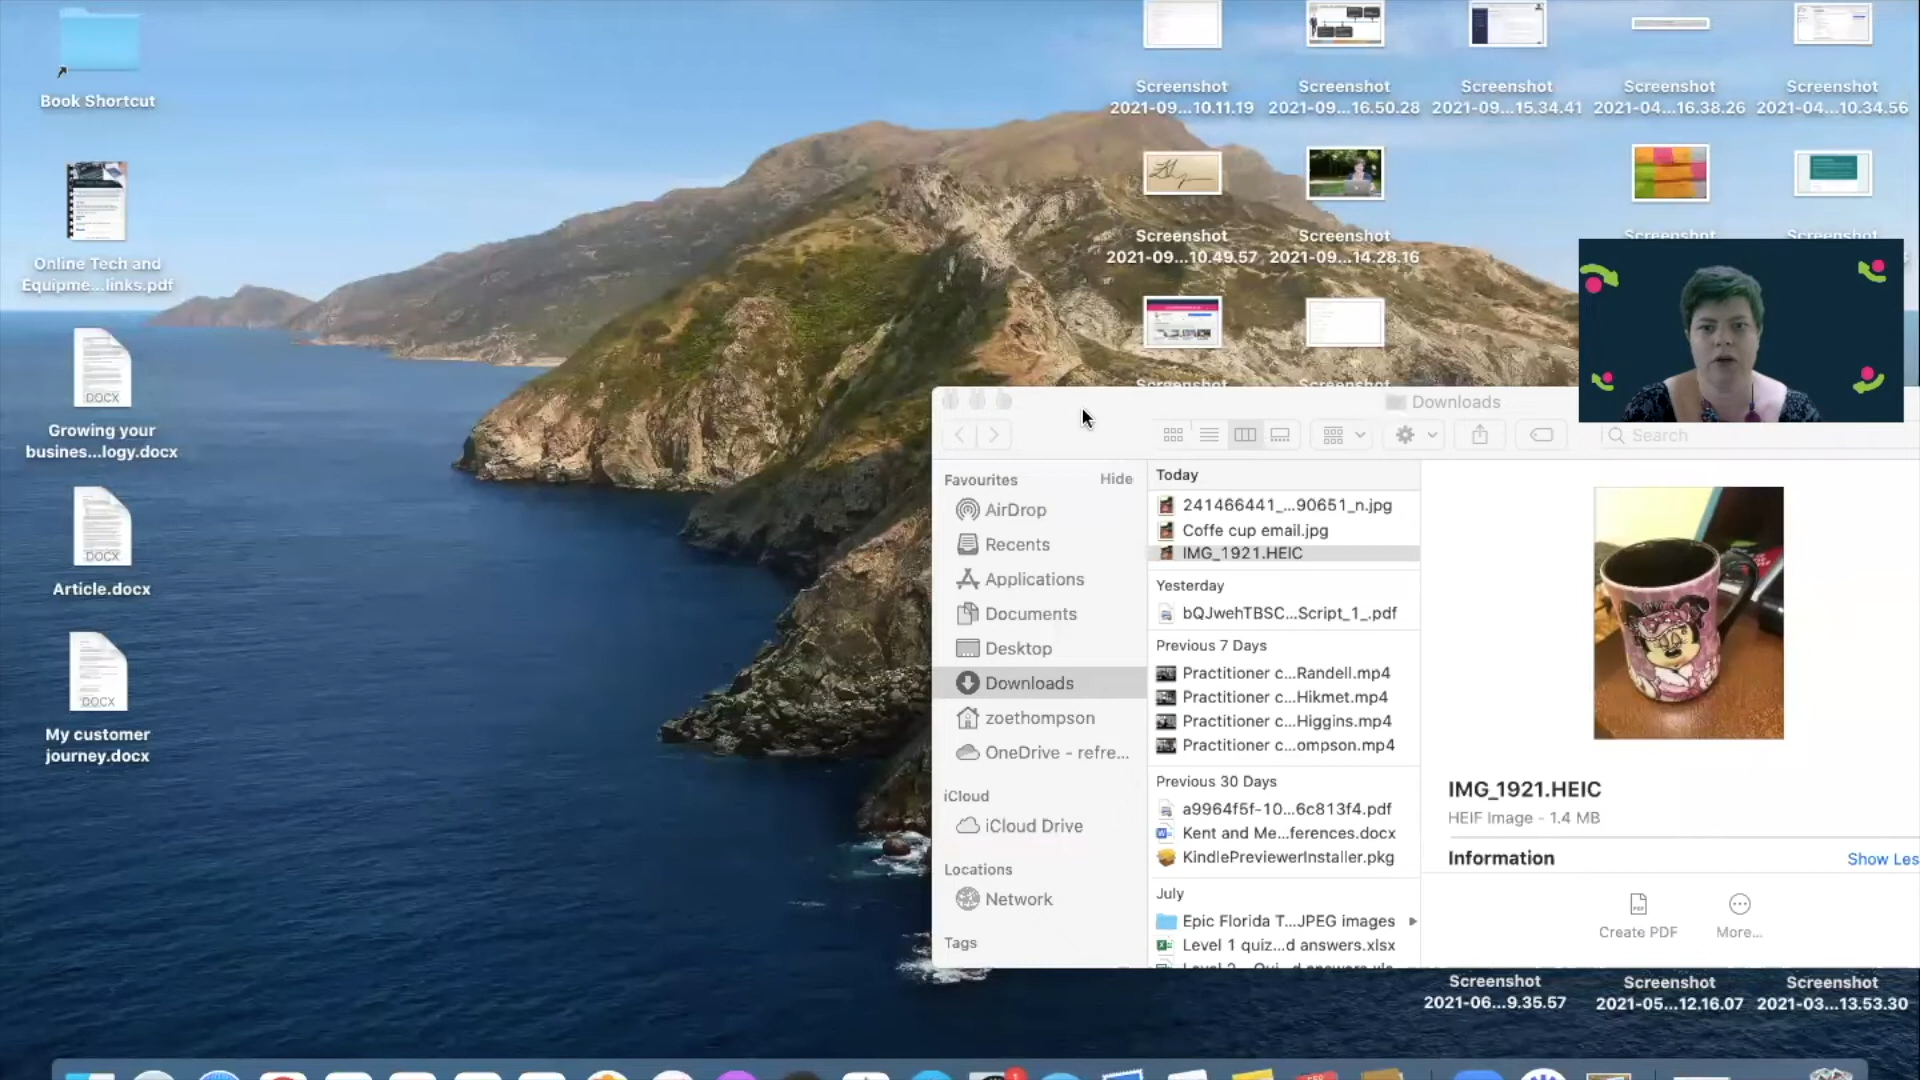 Book Shortcut
Online Tech and
Equipme...links.pdf
DOCX
Growing your
busines...logy.docx
DOCX
Article.docx
DOCX
My customer
journey.docx
Screenshot
2021-09...10.11.19
Screenshot
2021-09...16.50.28
Screenshot
2021-09...15.34.41
Screenshot
2021-04...16.38.26
Screenshot
2021-04...10.34.56
Screenshot
2021-09...10.49.57
Screenshot
2021-09...14.28.16
Screenshot
Screenshot
Screenshot
Screenshot
Downloads
Search
Favourites
Hide
AirDrop
Recents
Applications
Documents
Desktop
Downloads
zoethompson
OneDrive - refre...
iCloud
iCloud Drive
Locations
Network
Tags
Today
241466441_...90651_n.jpg
Coffe cup email.jpg
IMG_1921.HEIC
Yesterday
bQJwehTBSC...Script_1_.pdf
Previous 7 Days
Practitioner c...Randell.mp4
Practitioner c...Hikmet.mp4
Practitioner c...Higgins.mp4
Practitioner c...ompson.mp4
Previous 30 Days
a9964f5f-10...6c813f4.pdf
Kent and Me...ferences.docx
KindlePreviewerInstaller.pkg
July
Epic Florida T...JPEG images
Level 1 quiz...d answers.xlsx
IMG_1921.HEIC
HEIF Image - 1.4 MB
Information
Show Les
Create PDF
More...
Screenshot
2021-06...9.35.57
Screenshot
2021-05...12.16.07
Screenshot
2021-03...13.53.30